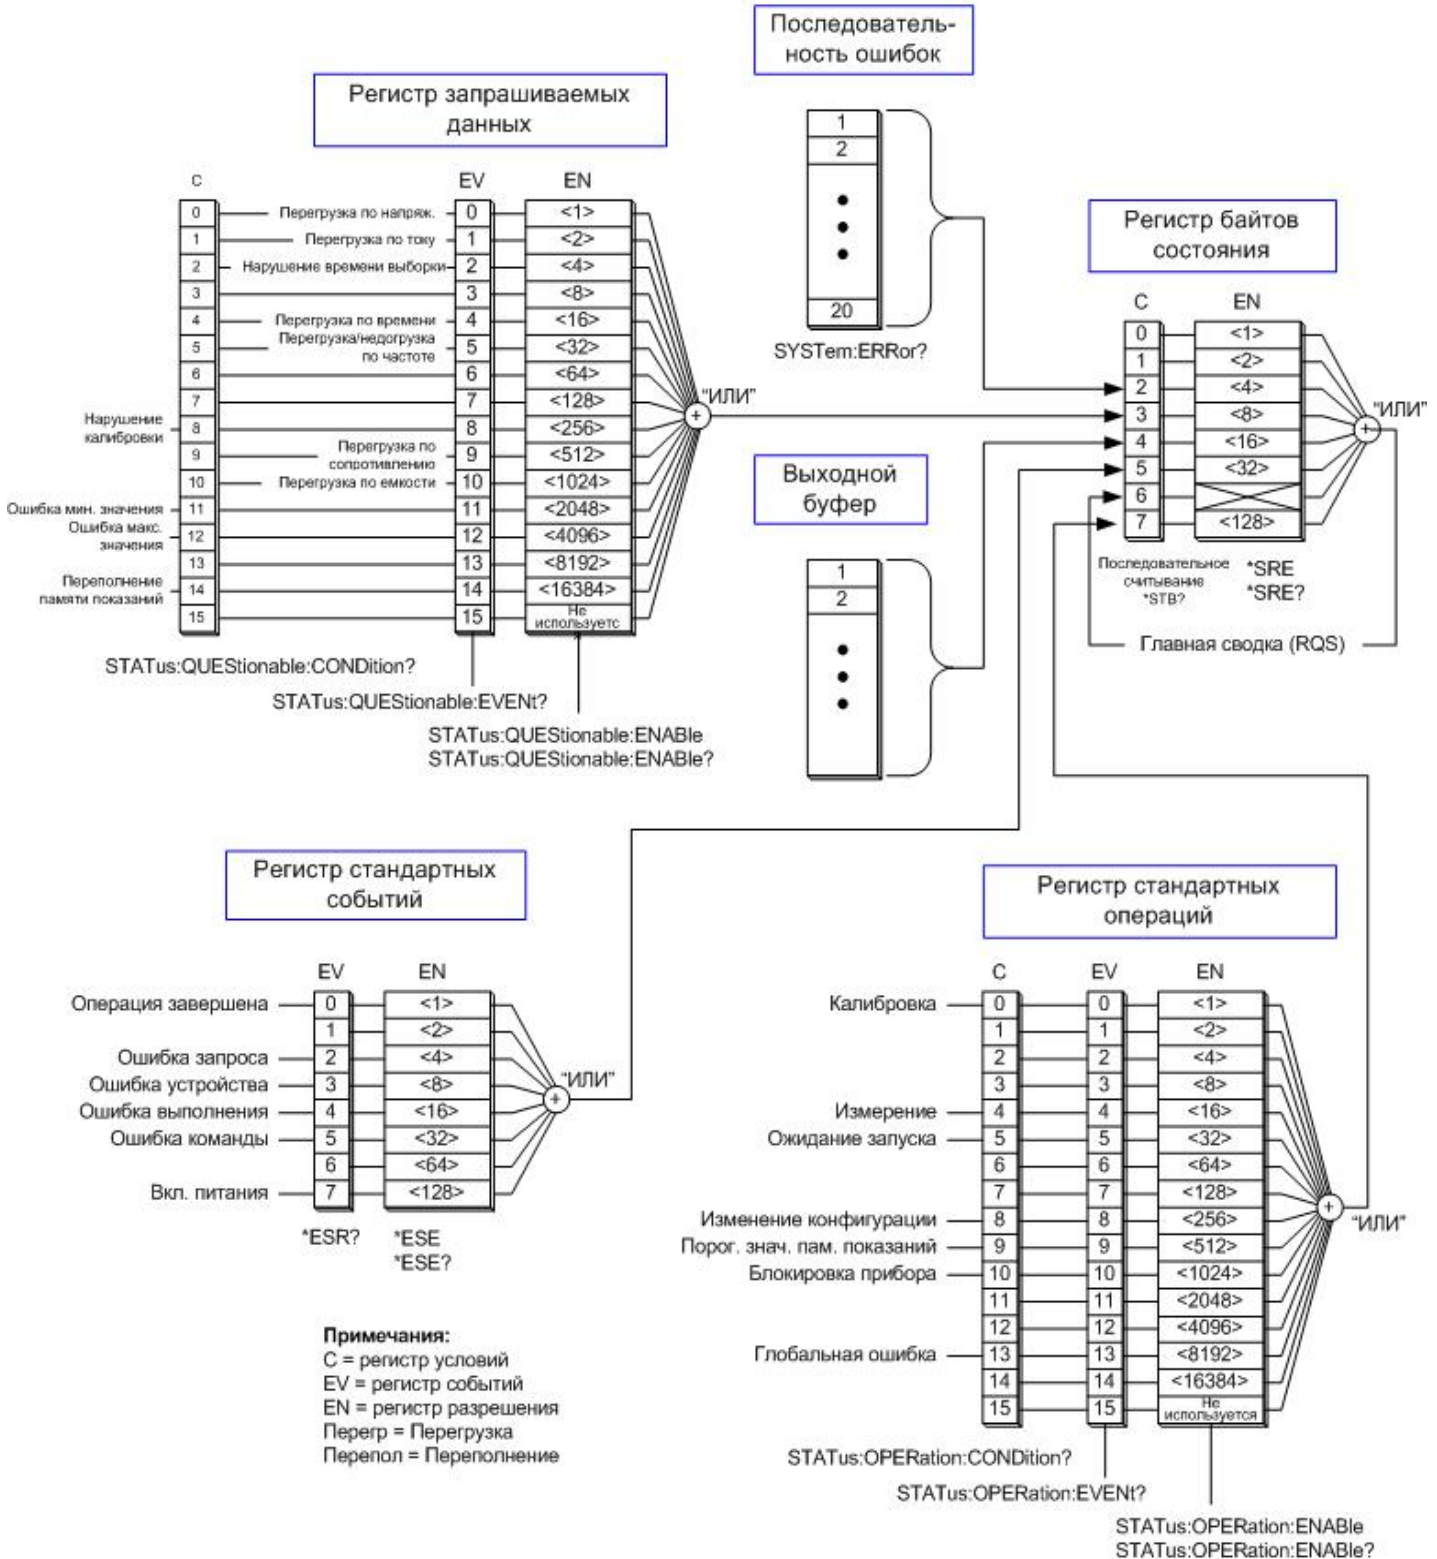 Последователь-
ность ошибок
1
2
20
SYSTem:ERRor?
Регистр запрашиваемых
данных
C EV EN
0 Перегрузка по напряж. 0 <1>
1 Перегрузка по току 1 <2>
2 Нарушение времени выборки 2 <4>
3 3 <8>
4 Перегрузка по времени 4 <16>
5 Перегрузка/недогрузка
по частоте 5 <32>
6 6 <64>
7 7 <128>
Нарушение
калибровки 8 8 <256>
9 Перегрузка по
сопротивлению 9 <512>
10 Перегрузка по емкости 10 <1024>
Ошибка мин. значения 11 11 <2048>
Ошибка макс.
значения 12 12 <4096>
13 13 <8192>
Переполнение
памяти показаний 14 14 <16384>
15 15 Не
используетс
"ИЛИ"
STATus:QUEStionable:CONDition?
STATus:QUEStionable:EVENt?
STATus:QUEStionable:ENABle
STATus:QUEStionable:ENABle?
Выходной
буфер
1
2
Регистр байтов
состояния
C EN
0 <1>
1 <2>
2 <4>
3 <8>
4 <16>
5 <32>
6
7 <128>
"ИЛИ"
Последовательное
считывание
*STB?
*SRE
*SRE?
Главная сводка (RQS)
Регистр стандартных
событий
EV EN
Операция завершена 0 <1>
1 <2>
Ошибка запроса 2 <4>
Ошибка устройства 3 <8>
Ошибка выполнения 4 <16>
Ошибка команды 5 <32>
6 <64>
Вкл. питания 7 <128>
"ИЛИ"
*ESR?
*ESE
*ESE?
Регистр стандартных
операций
C EV EN
Калибровка 0 0 <1>
1 1 <2>
2 2 <4>
3 3 <8>
Измерение 4 4 <16>
Ожидание запуска 5 5 <32>
6 6 <64>
7 7 <128>
Изменение конфигурации 8 8 <256>
Порог. знач. пам. показаний 9 9 <512>
Блокировка прибора 10 10 <1024>
11 11 <2048>
12 12 <4096>
Глобальная ошибка 13 13 <8192>
14 14 <16384>
15 15 Не
используется
"ИЛИ"
STATus:OPERation:CONDition?
STATus:OPERation:EVENt?
STATus:OPERation:ENABle
STATus:OPERation:ENABle?
Примечания:
C = регистр условий
EV = регистр событий
EN = регистр разрешения
Перегр = Перегрузка
Перепол = Переполнение